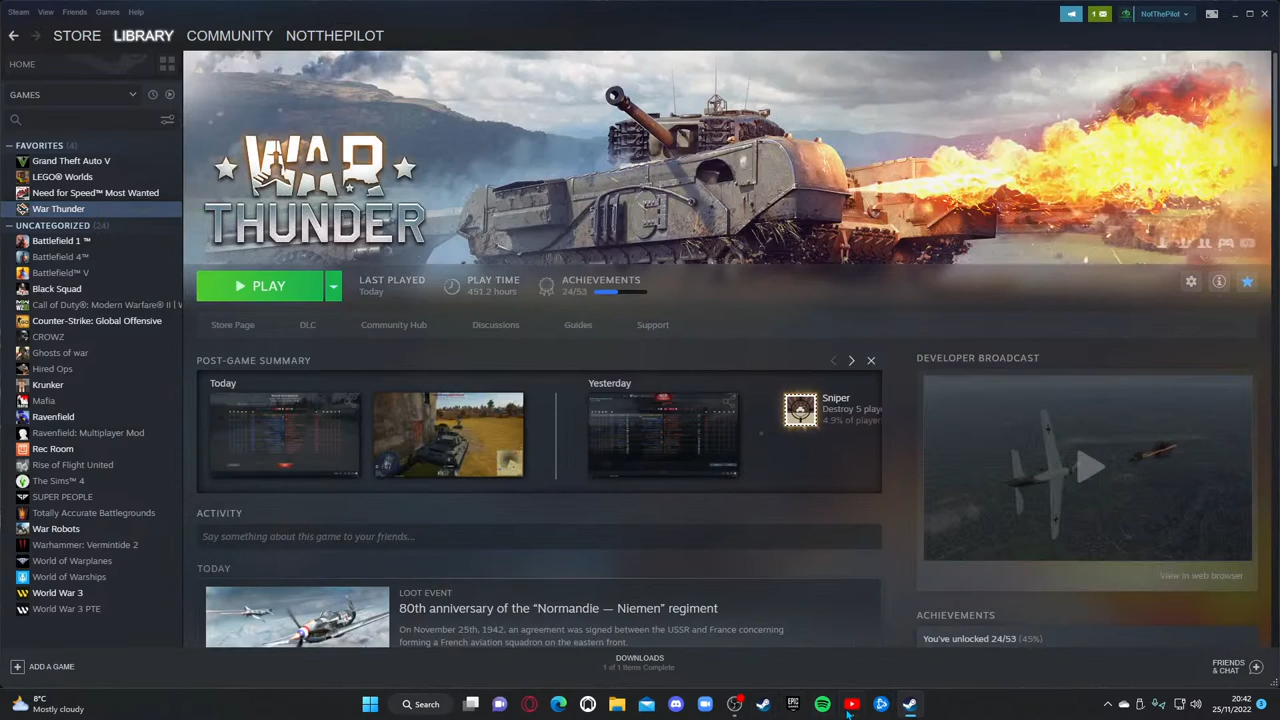 Steam View Friends Games Help
1
NotThePilot
STORE LIBRARY COMMUNITY NOTTHEPILOT
HOME
GAMES
FAVORITES (4)
Grand Theft Auto V
LEGO® Worlds
Need for Speed™ Most Wanted
War Thunder
UNCATEGORIZED (24)
Battlefield 1 ™
Battlefield 4™
Battlefield™ V
Black Squad
Call of Duty®: Modern Warfare® II | W
Counter-Strike: Global Offensive
CROWZ
Ghosts of war
Hired Ops
Krunker
Mafia
Ravenfield
Ravenfield: Multiplayer Mod
Rec Room
Rise of Flight United
The Sims™ 4
SUPER PEOPLE
Totally Accurate Battlegrounds
War Robots
Warhammer: Vermintide 2
World of Warplanes
World of Warships
World War 3
World War 3 PTE
ADD A GAME
WAR
THUNDER
PLAY
LAST PLAYED
Today
PLAY TIME
451.2 hours
ACHIEVEMENTS
24/53
Store Page DLC Community Hub Discussions Guides Support
POST-GAME SUMMARY
Today
Yesterday
Sniper
Destroy 5 play
4.9% of player
ACTIVITY
Say something about this game to your friends...
TODAY
LOOT EVENT
80th anniversary of the “Normandie — Niemen” regiment
On November 25th, 1942, an agreement was signed between the USSR and France concerning
forming a French aviation squadron on the eastern front.
DEVELOPER BROADCAST
View in web browser
ACHIEVEMENTS
You've unlocked 24/53 (45%)
DOWNLOADS
1 of 1 Items Complete
FRIENDS
& CHAT
8°C
Mostly cloudy
Search
EPIC
20:42
25/11/2022
3